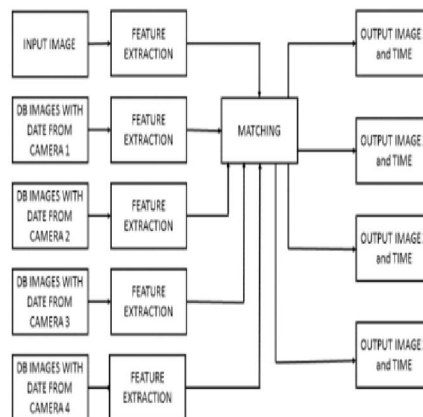 INPUT IMAGE
FEATURE
EXTRACTION
OUTPUT IMAGE
and TIME
DB IMAGES WITH
DATE FROM
CAMERA 1
FEATURE
EXTRACTION
MATCHING
OUTPUT IMAGE
and TIME
DB IMAGES WITH
DATE FROM
CAMERA 2
FEATURE
EXTRACTION
OUTPUT IMAGE
and TIME
DB IMAGES WITH
DATE FROM
CAMERA 3
FEATURE
EXTRACTION
OUTPUT IMAGE
and TIME
DB IMAGES WITH
DATE FROM
CAMERA 4
FEATURE
EXTRACTION